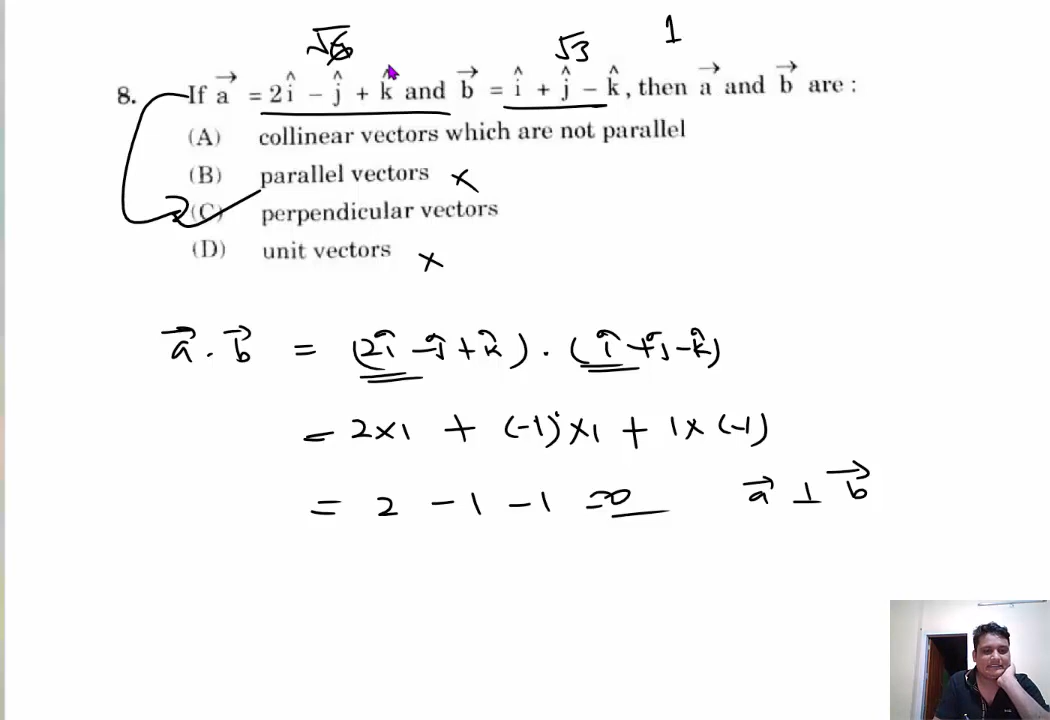 √6 √3 1
8. If a⃗ = 2î − ĵ + k̂ and b⃗ = î + ĵ − k̂, then a⃗ and b⃗ are :
(A) collinear vectors which are not parallel
(B) parallel vectors ×
(C) perpendicular vectors
(D) unit vectors ×
a⃗ . b⃗ = (2î − ĵ + k̂) . (î + ĵ − k̂)
= 2×1 + (−1)×1 + 1×(−1)
= 2 − 1 − 1 = 0 a⃗ ⊥ b⃗